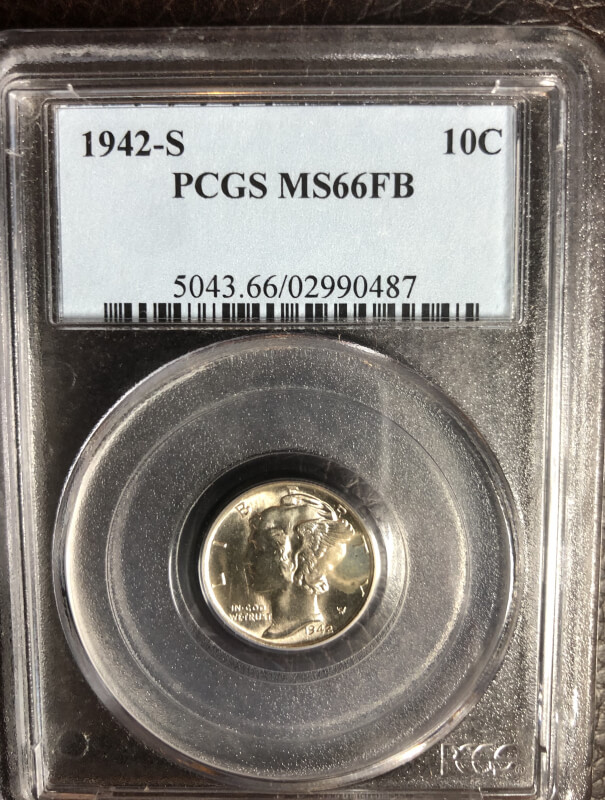 1942-S 10C
PCGS MS66FB
5043.66/02990487
LIBERTY
IN·GOD
WE·TRUST
1942
PCGS